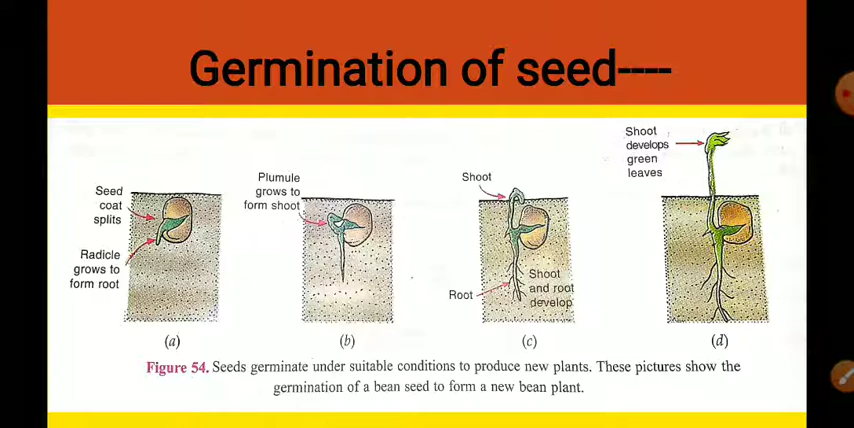 Germination of seed----
Seed
coat
splits
Radicle
grows to
form root
(a)
Plumule
grows to
form shoot
(b)
Shoot
Root
Shoot
and root
develop
(c)
Shoot
develops
green
leaves
(d)
Figure 54. Seeds germinate under suitable conditions to produce new plants. These pictures show the
germination of a bean seed to form a new bean plant.